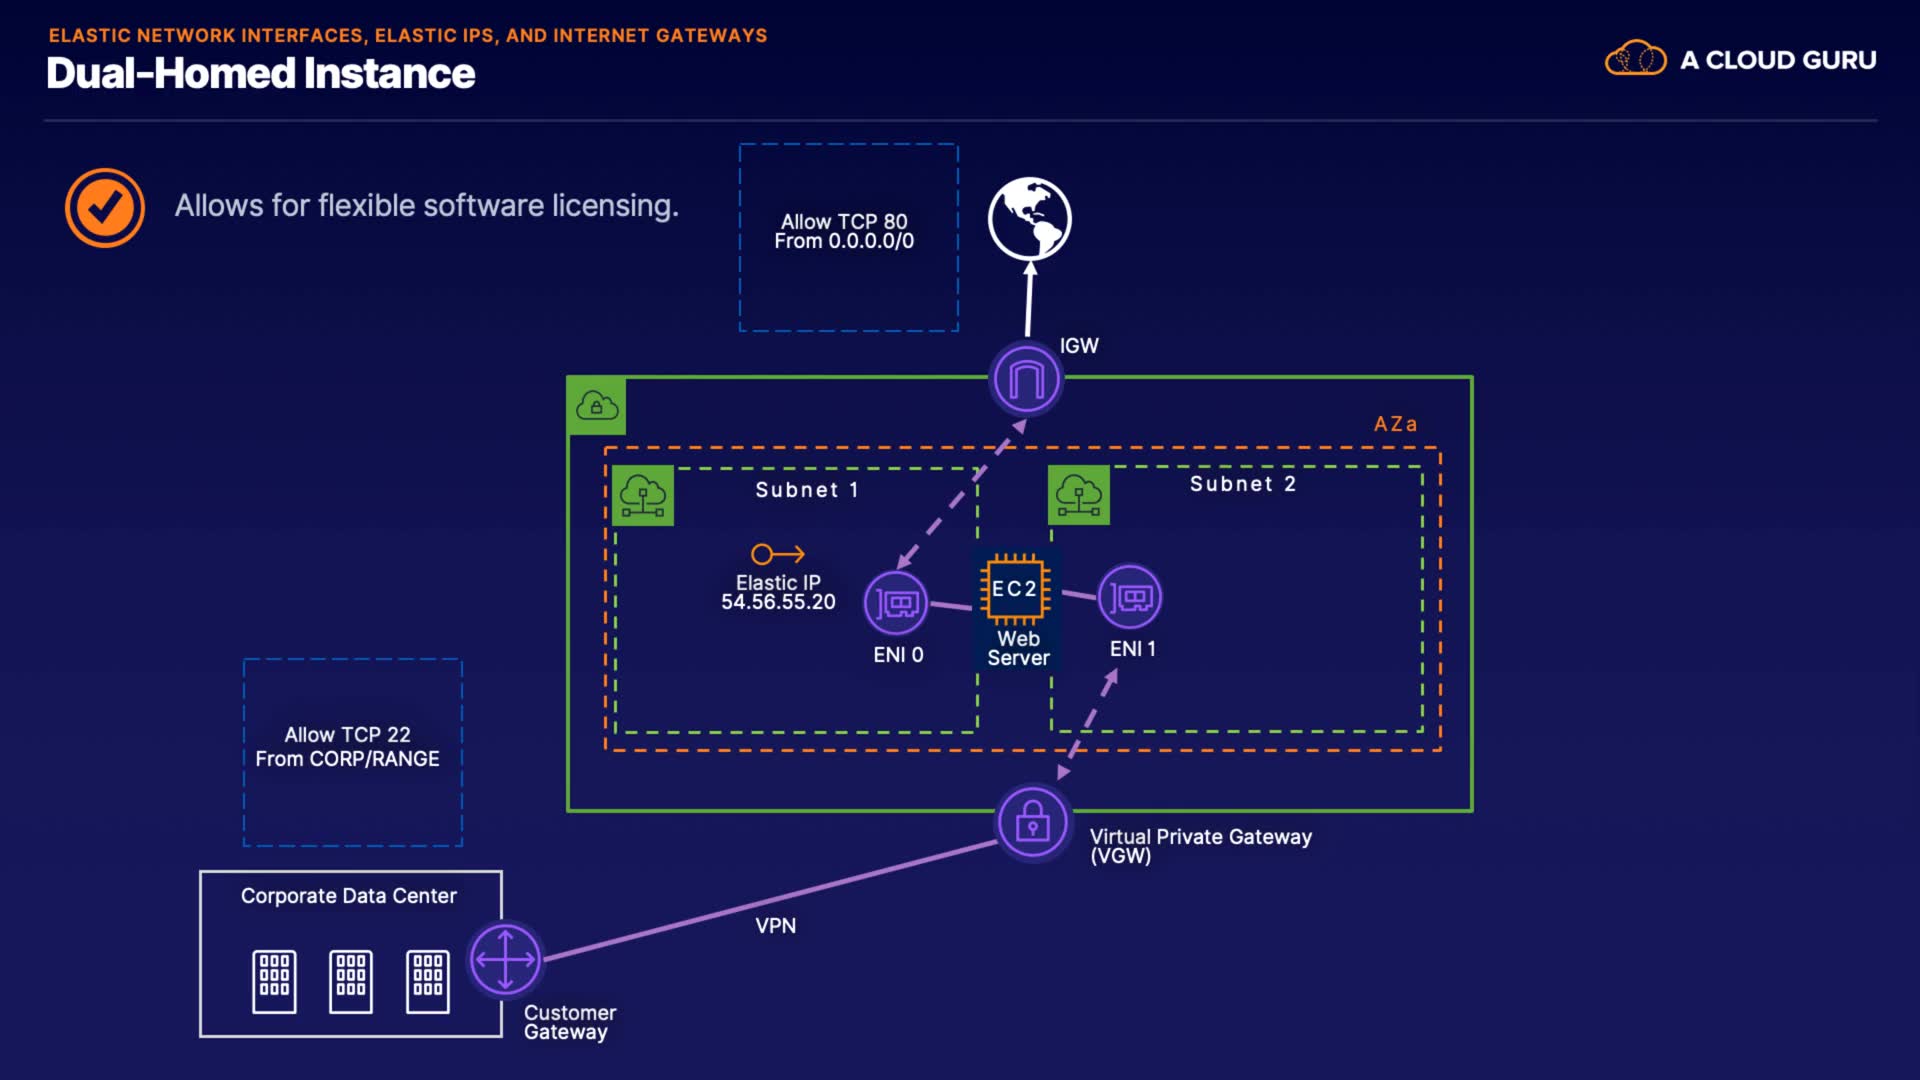 ELASTIC NETWORK INTERFACES, ELASTIC IPS, AND INTERNET GATEWAYS
Dual-Homed Instance
A CLOUD GURU
Allows for flexible software licensing.
Allow TCP 80
From 0.0.0.0/0
IGW
AZa
Subnet 1
Subnet 2
Elastic IP
54.56.55.20
ENI 0
EC2
Web
Server
ENI 1
Allow TCP 22
From CORP/RANGE
Virtual Private Gateway
(VGW)
Corporate Data Center
VPN
Customer
Gateway